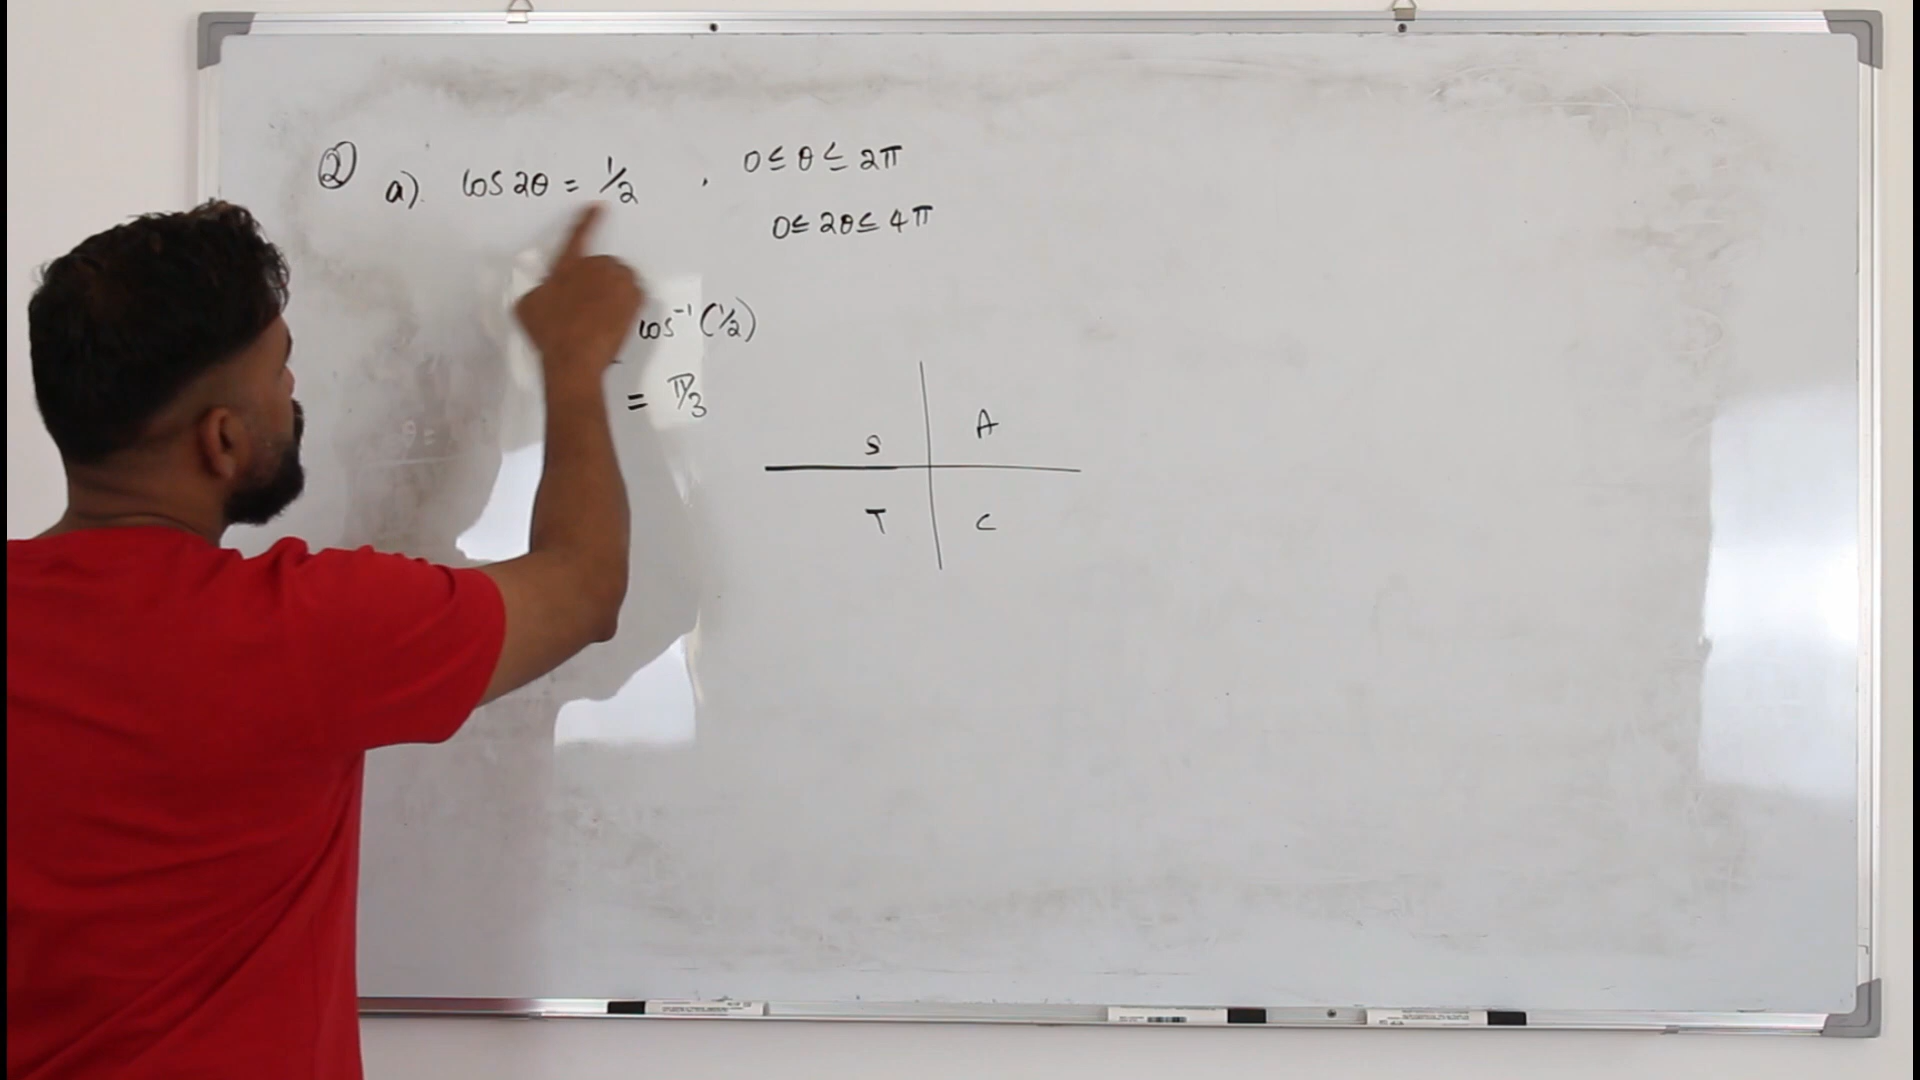 ② a). cos 2θ = 1/2 , 0 ≤ θ ≤ 2π
0 ≤ 2θ ≤ 4π
cos⁻¹ (1/2)
= π/3
S A
T C